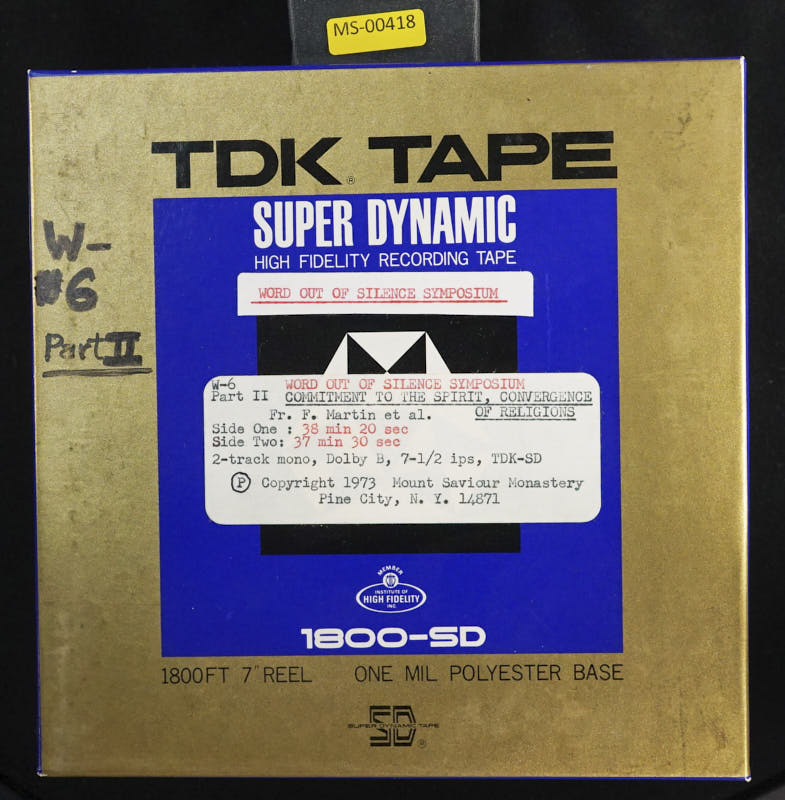 MS-00418
TDK® TAPE
SUPER DYNAMIC
HIGH FIDELITY RECORDING TAPE
W-
#6
Part II
WORD OUT OF SILENCE SYMPOSIUM
W-6 WORD OUT OF SILENCE SYMPOSIUM
Part II COMMITMENT TO THE SPIRIT, CONVERGENCE
Fr. F. Martin et al. OF RELIGIONS
Side One : 38 min 20 sec
Side Two: 37 min 30 sec
2-track mono, Dolby B, 7-1/2 ips, TDK-SD
Ⓟ Copyright 1973 Mount Saviour Monastery
Pine City, N. Y. 14871
MEMBER
INSTITUTE OF
HIGH FIDELITY
INC.
1800-SD
1800FT 7" REEL ONE MIL POLYESTER BASE
SD
SUPER DYNAMIC TAPE
®